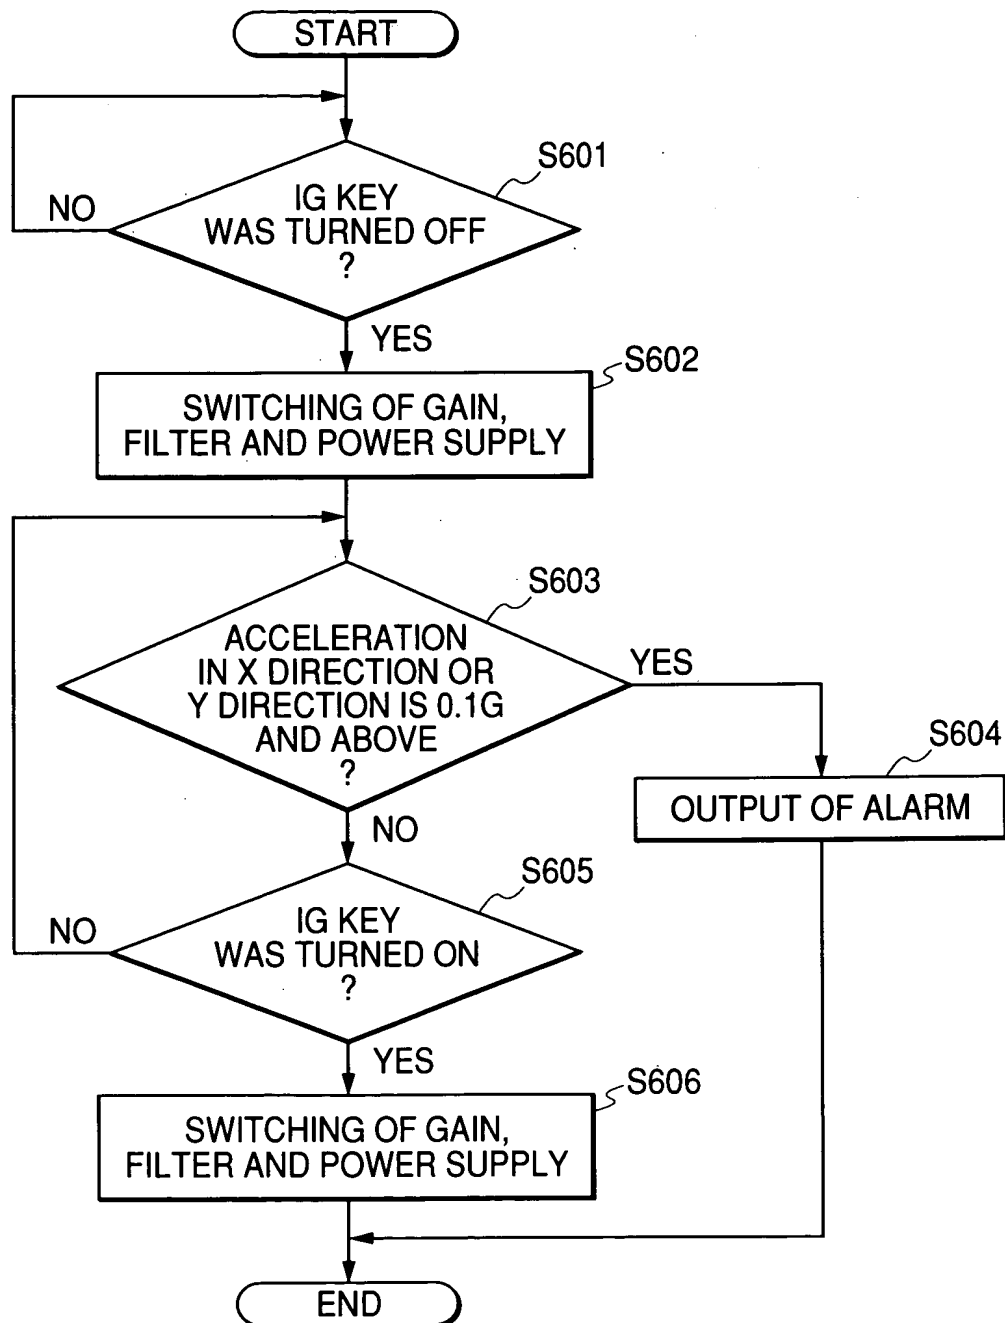 START
S601
IG KEY
WAS TURNED OFF
?
NO
YES
S602
SWITCHING OF GAIN,
FILTER AND POWER SUPPLY
S603
ACCELERATION
IN X DIRECTION OR
Y DIRECTION IS 0.1G
AND ABOVE
?
YES
S604
OUTPUT OF ALARM
NO
S605
IG KEY
WAS TURNED ON
?
NO
YES
S606
SWITCHING OF GAIN,
FILTER AND POWER SUPPLY
END